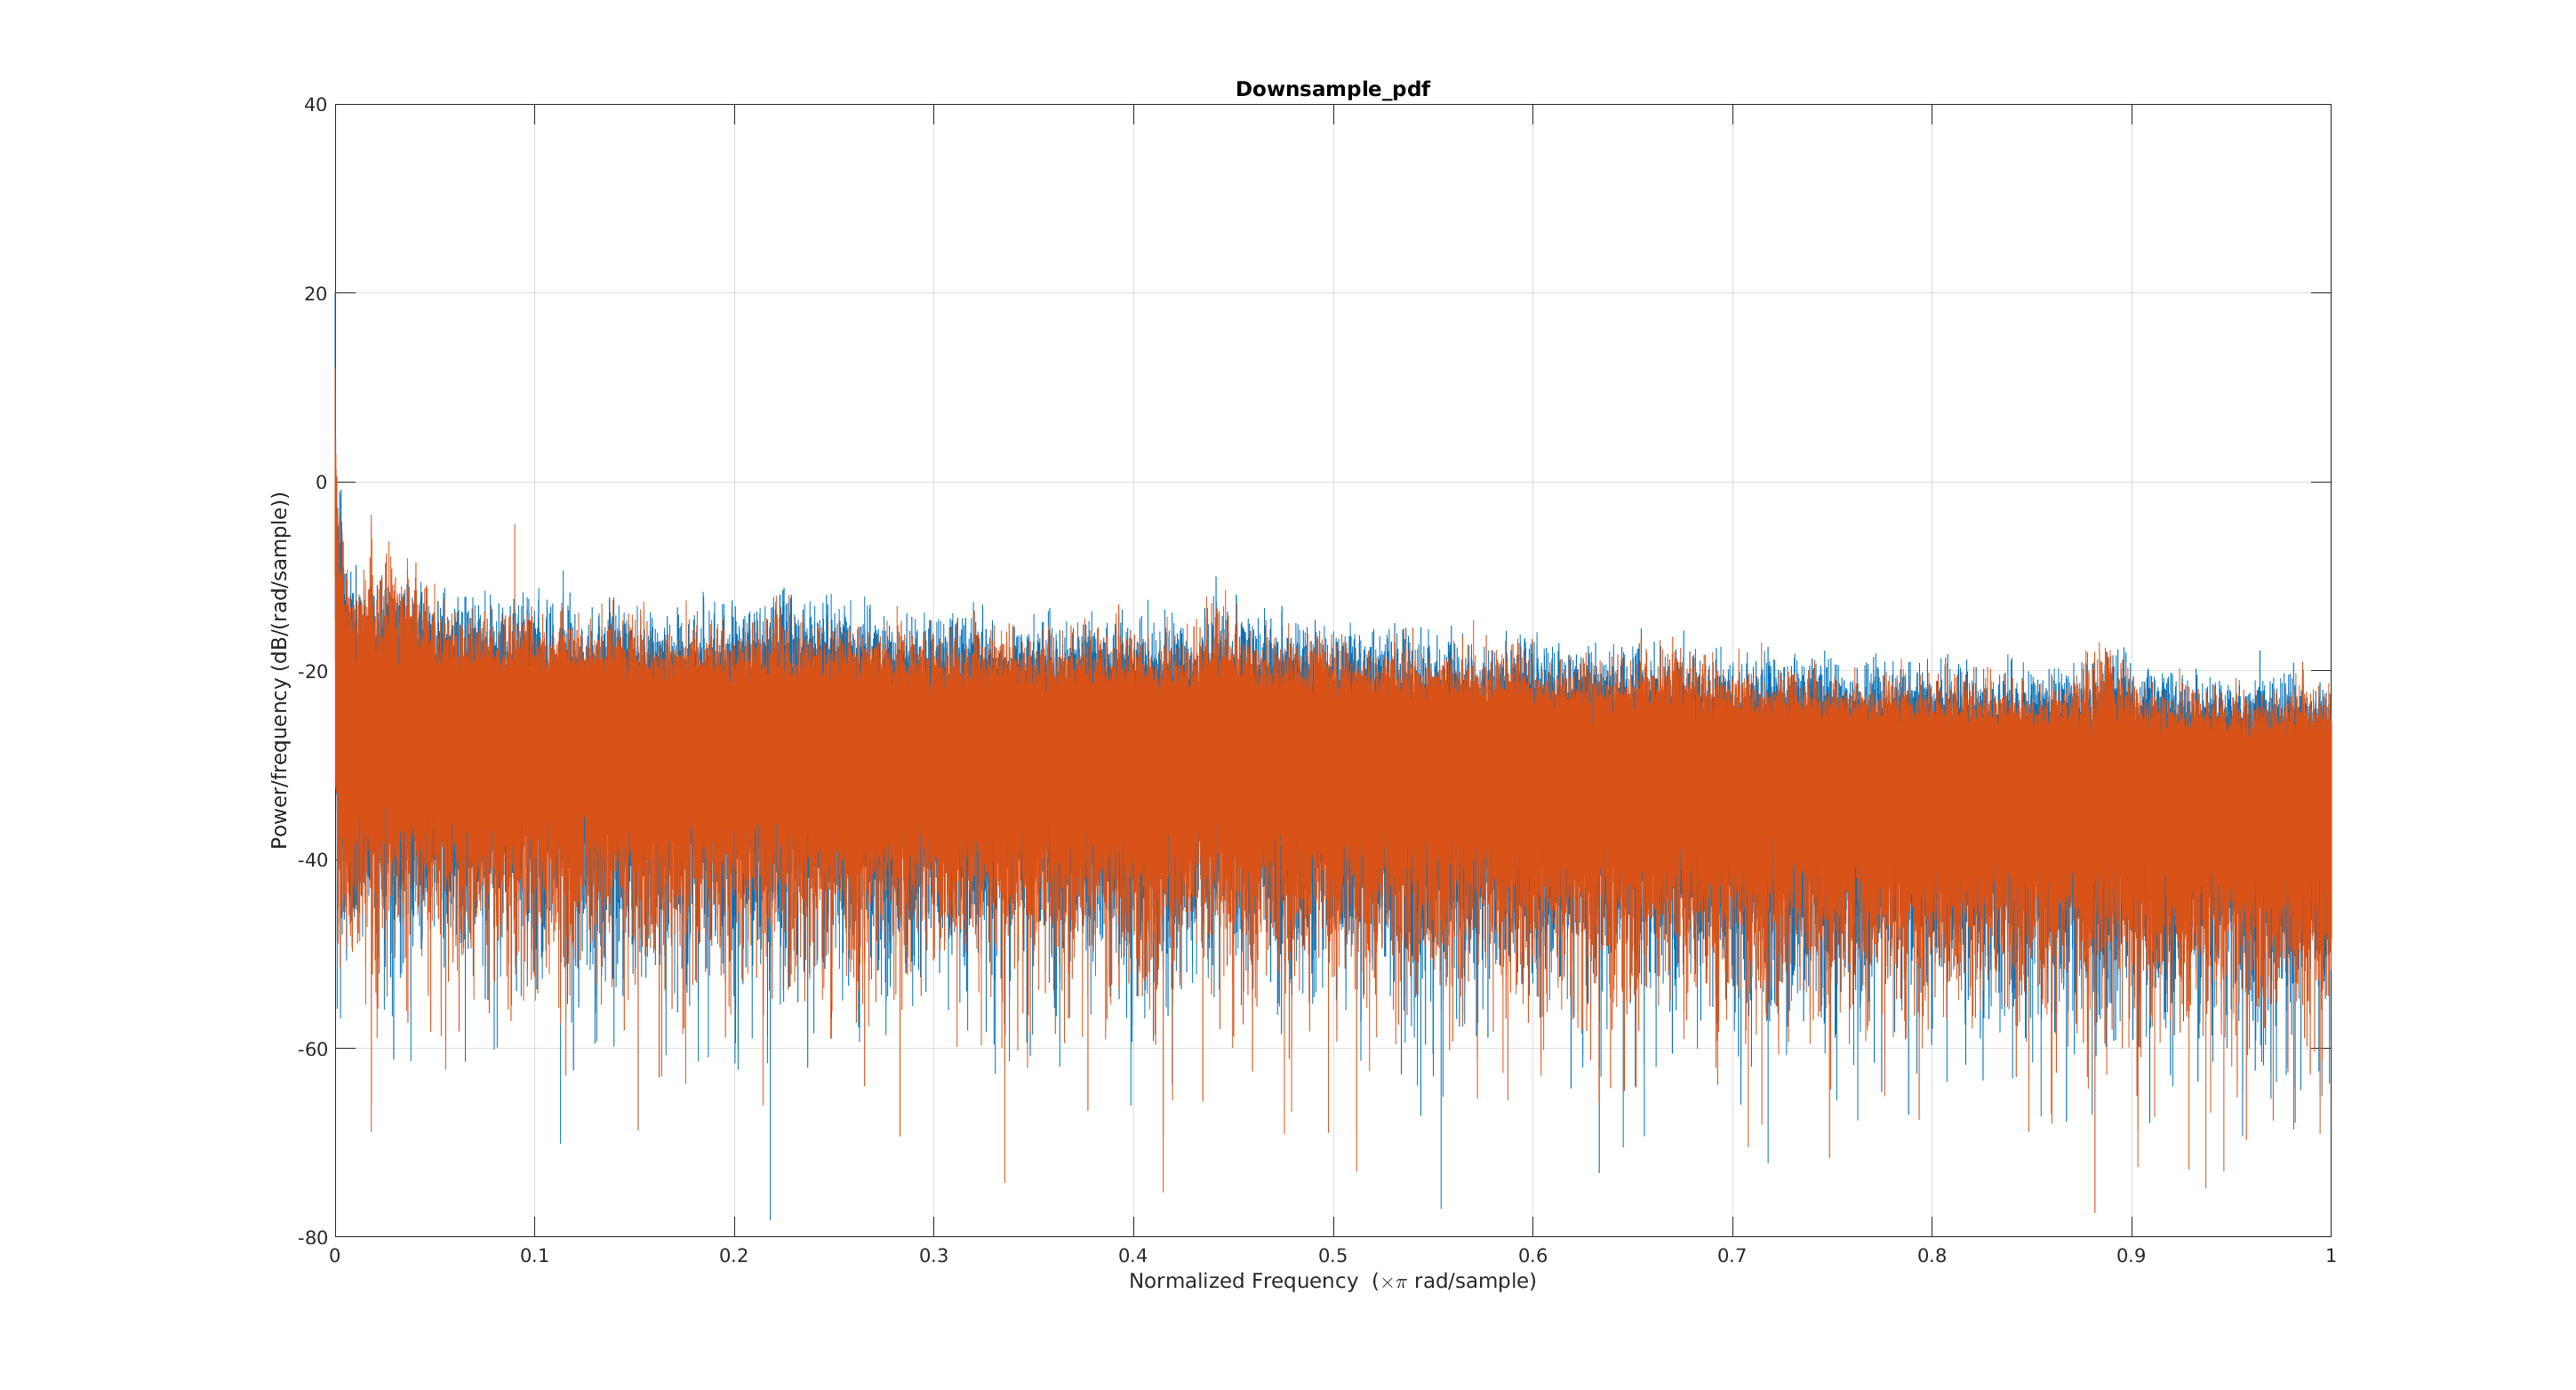 Downsample_pdf
40
20
0
-20
-40
-60
-80
Power/frequency (dB/(rad/sample))
0 0.1 0.2 0.3 0.4 0.5 0.6 0.7 0.8 0.9 1
Normalized Frequency (×π rad/sample)